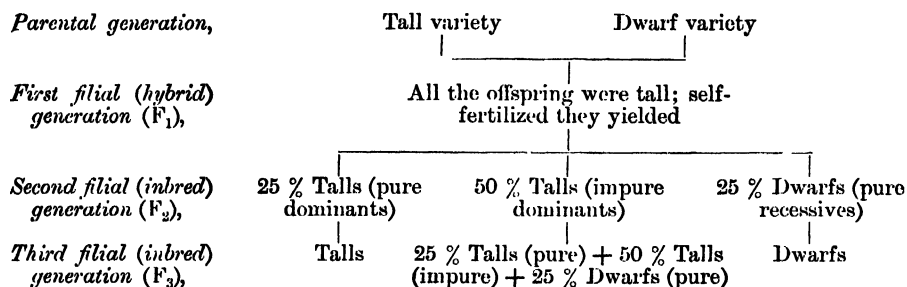 Parental generation, Tall variety Dwarf variety
First filial (hybrid) All the offspring were tall; self-
generation (F₁), fertilized they yielded
Second filial (inbred) 25 % Talls (pure 50 % Talls (impure 25 % Dwarfs (pure
generation (F₂), dominants) dominants) recessives)
Third filial (inbred) Talls 25 % Talls (pure) + 50 % Talls Dwarfs
generation (F₃), (impure) + 25 % Dwarfs (pure)